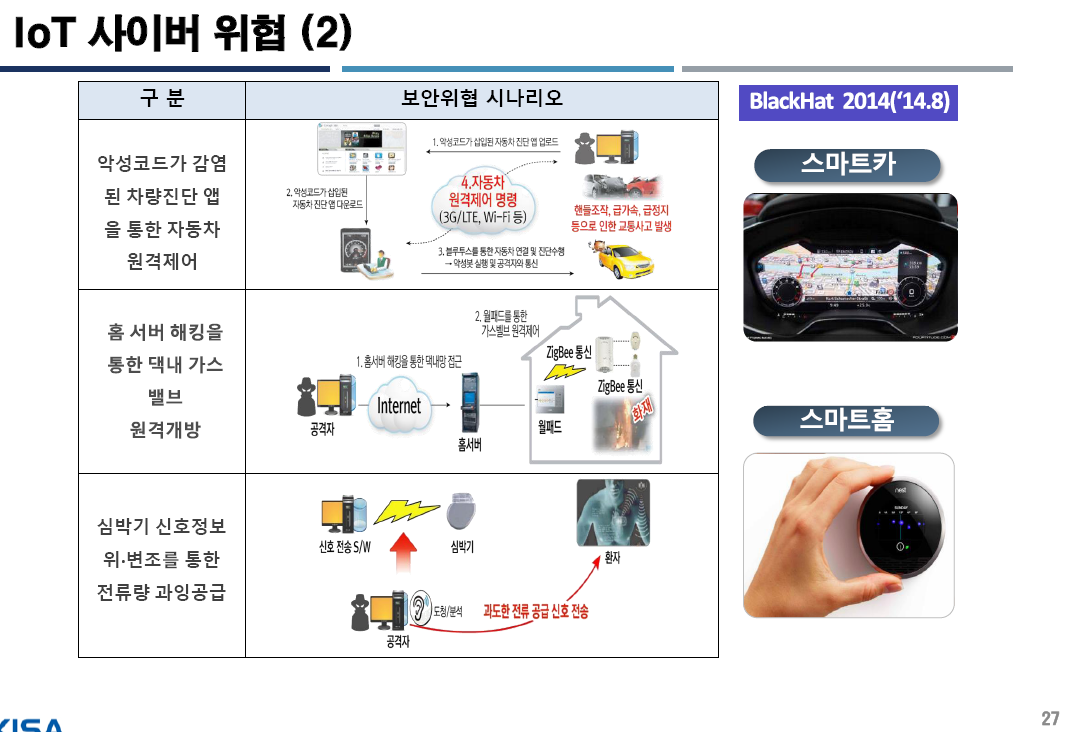 IoT 사이버 위협 (2)
구 분
보안위협 시나리오
악성코드가 감염
된 차량진단 앱
을 통한 자동차
원격제어
1. 악성코드가 삽입된 자동차 진단 앱 업로드
2. 악성코드가 삽입된
자동차 진단 앱 다운로드
4.자동차
원격제어 명령
(3G/LTE, Wi-Fi 등)
핸들조작, 급가속, 급정지
등으로 인한 교통사고 발생
3. 블루투스를 통한 자동차 연결 및 진단수행
→ 악성봇 실행 및 공격자와 통신
홈 서버 해킹을
통한 댁내 가스
밸브
원격개방
1. 홈서버 해킹을 통한 댁내망 접근
공격자
Internet
홈서버
2. 월패드를 통한
가스밸브 원격제어
ZigBee 통신
ZigBee 통신
월패드
화재
심박기 신호정보
위·변조를 통한
전류량 과잉공급
신호 전송 S/W
심박기
환자
도청/분석
공격자
과도한 전류 공급 신호 전송
BlackHat 2014(‘14.8)
스마트카
스마트홈
nest
SUNDAY
KISA
27